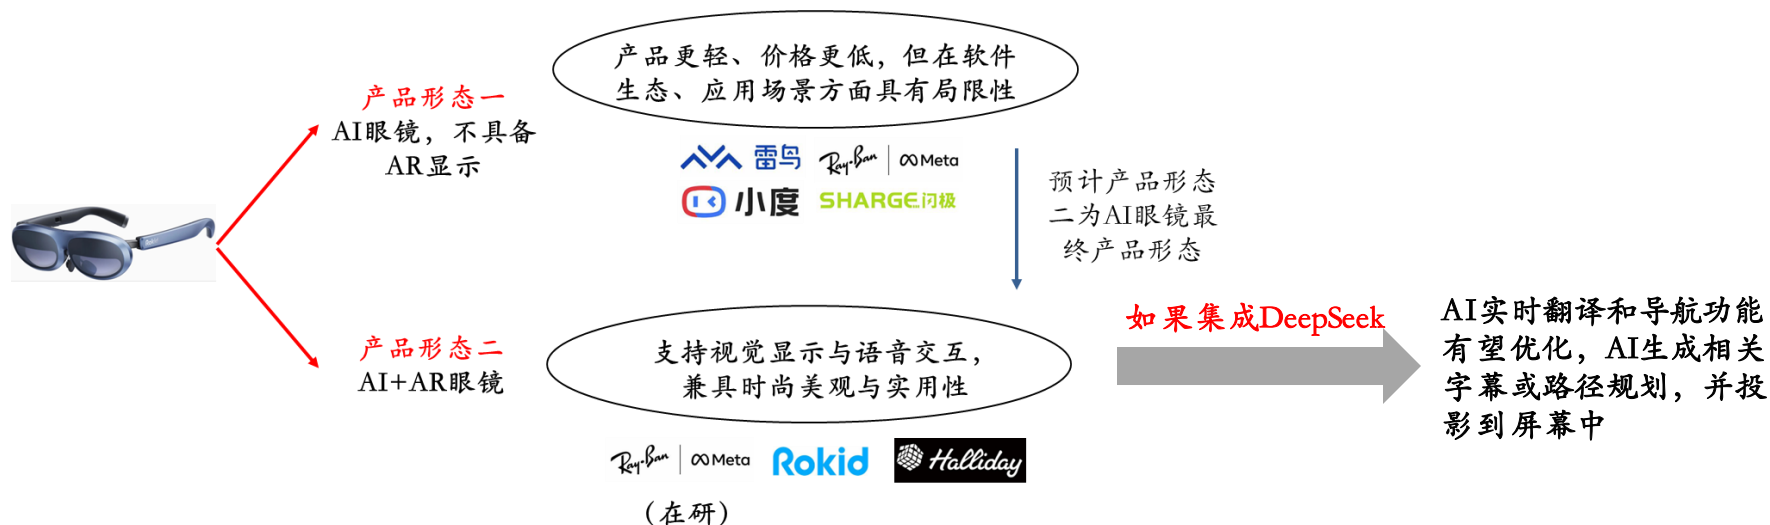 产品更轻、价格更低，但在软件
生态、应用场景方面具有局限性
产品形态一
AI眼镜，不具备
AR显示
雷鸟
Ray-Ban
Meta
小度
SHARGE闪极
预计产品形态
二为AI眼镜最
终产品形态
产品形态二
AI+AR眼镜
支持视觉显示与语音交互，
兼具时尚美观与实用性
如果集成DeepSeek
AI实时翻译和导航功能
有望优化，AI生成相关
字幕或路径规划，并投
影到屏幕中
Ray-Ban
Meta
Rokid
Halliday
（在研）